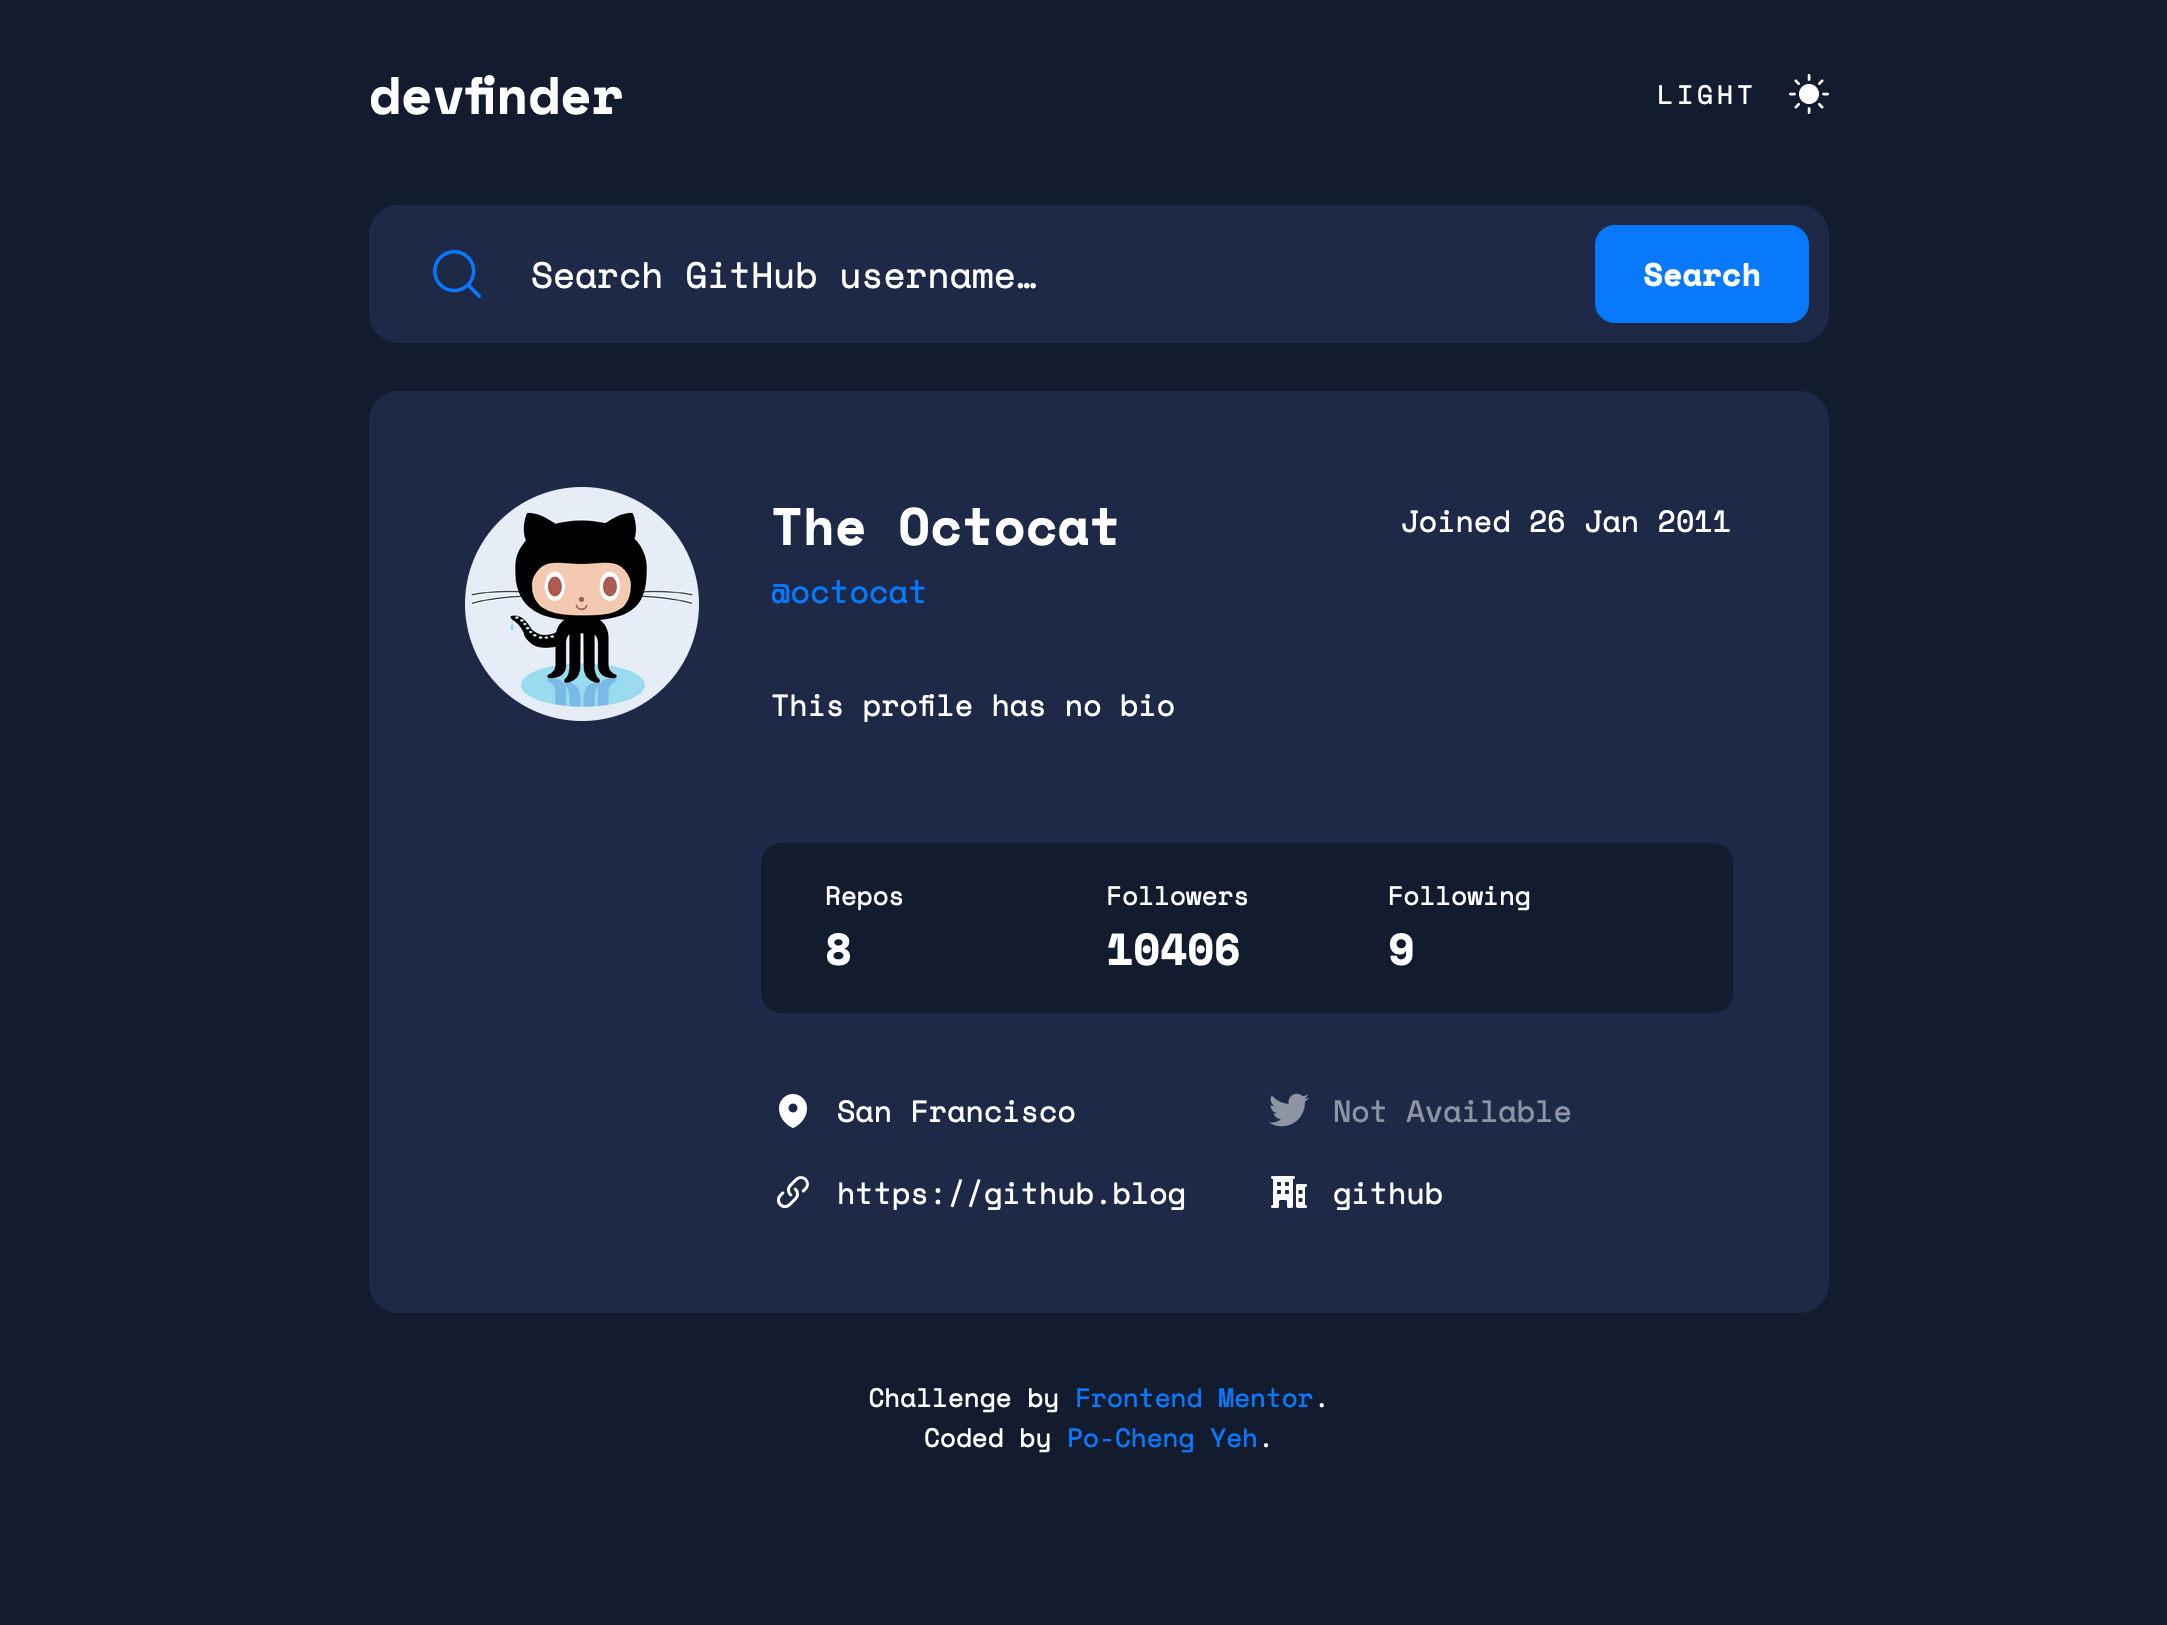 devfinder
LIGHT
Search GitHub username…
Search
The Octocat
Joined 26 Jan 2011
@octocat
This profile has no bio
Repos
Followers
Following
8
10406
9
San Francisco
Not Available
https://github.blog
github
Challenge by Frontend Mentor.
Coded by Po-Cheng Yeh.